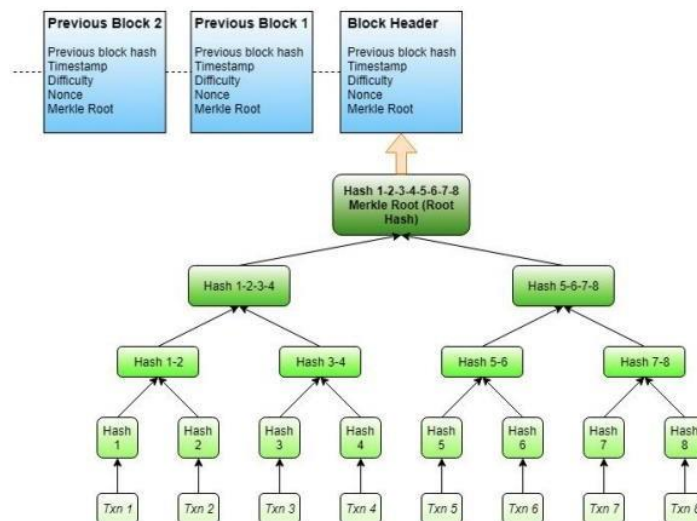 Previous Block 2
Previous block hash
Timestamp
Difficulty
Nonce
Merkle Root
Previous Block 1
Previous block hash
Timestamp
Difficulty
Nonce
Merkle Root
Block Header
Previous block hash
Timestamp
Difficulty
Nonce
Merkle Root
Hash 1-2-3-4-5-6-7-8
Merkle Root (Root
Hash)
Hash 1-2-3-4
Hash 5-6-7-8
Hash 1-2
Hash 3-4
Hash 5-6
Hash 7-8
Hash
1
Hash
2
Hash
3
Hash
4
Hash
5
Hash
6
Hash
7
Hash
8
Txn 1
Txn 2
Txn 3
Txn 4
Txn 5
Txn 6
Txn 7
Txn 8